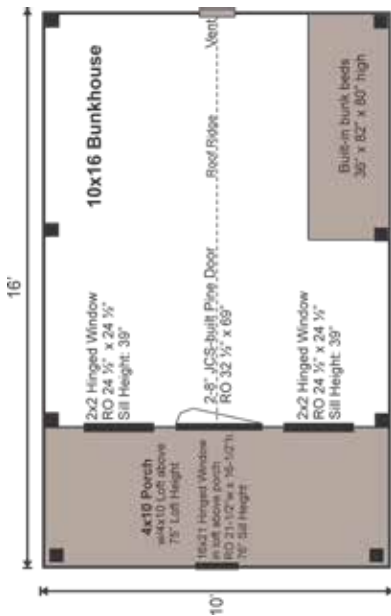 16'
10'
10x16 Bunkhouse
Vent
Roof Ridge
Built-in bunk beds
36" x 82" x 80" high
2x2 Hinged Window
RO 24 ½" x 24 ½"
Sill Height: 39"
2'-8" JCS-built Pine Door
RO 32 ½" x 69"
2x2 Hinged Window
RO 24 ½" x 24 ½"
Sill Height: 39"
4x10 Porch
w/4x10 Loft above
75" Loft Height
16x21 Hinged Window
in loft above porch
RO 21-1/2"w x 16-1/2"h
76" Sill Height